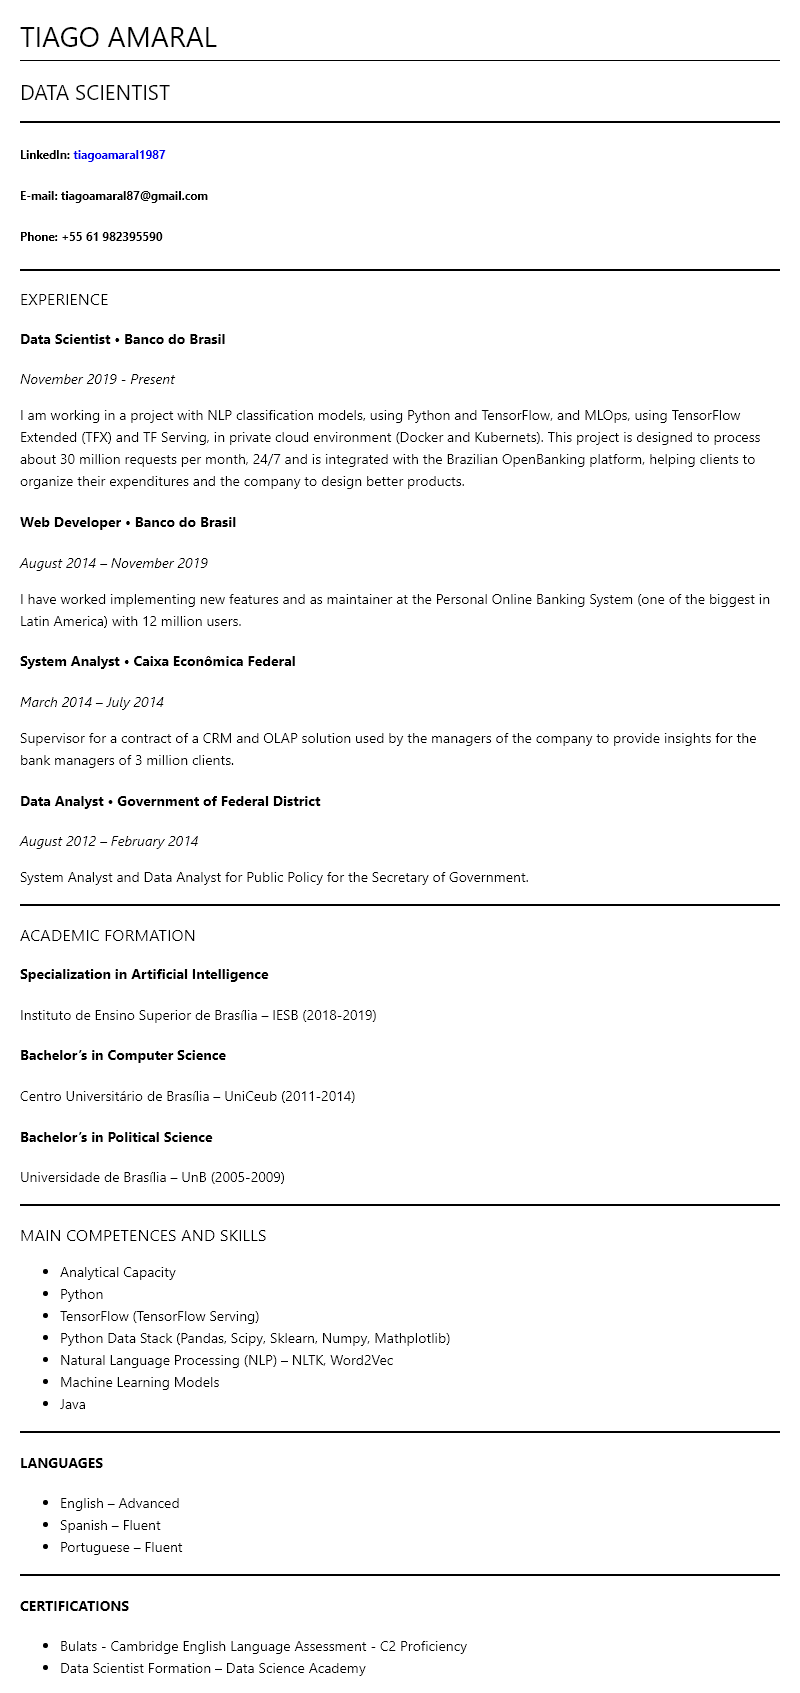 TIAGO AMARAL
DATA SCIENTIST
LinkedIn: tiagoamaral1987
E-mail: tiagoamaral87@gmail.com
Phone: +55 61 982395590
EXPERIENCE
Data Scientist • Banco do Brasil
November 2019 - Present
I am working in a project with NLP classification models, using Python and TensorFlow, and MLOps, using TensorFlow
Extended (TFX) and TF Serving, in private cloud environment (Docker and Kubernets). This project is designed to process
about 30 million requests per month, 24/7 and is integrated with the Brazilian OpenBanking platform, helping clients to
organize their expenditures and the company to design better products.
Web Developer • Banco do Brasil
August 2014 – November 2019
I have worked implementing new features and as maintainer at the Personal Online Banking System (one of the biggest in
Latin America) with 12 million users.
System Analyst • Caixa Econômica Federal
March 2014 – July 2014
Supervisor for a contract of a CRM and OLAP solution used by the managers of the company to provide insights for the
bank managers of 3 million clients.
Data Analyst • Government of Federal District
August 2012 – February 2014
System Analyst and Data Analyst for Public Policy for the Secretary of Government.
ACADEMIC FORMATION
Specialization in Artificial Intelligence
Instituto de Ensino Superior de Brasília – IESB (2018-2019)
Bachelor’s in Computer Science
Centro Universitário de Brasília – UniCeub (2011-2014)
Bachelor’s in Political Science
Universidade de Brasília – UnB (2005-2009)
MAIN COMPETENCES AND SKILLS
• Analytical Capacity
• Python
• TensorFlow (TensorFlow Serving)
• Python Data Stack (Pandas, Scipy, Sklearn, Numpy, Mathplotlib)
• Natural Language Processing (NLP) – NLTK, Word2Vec
• Machine Learning Models
• Java
LANGUAGES
• English – Advanced
• Spanish – Fluent
• Portuguese – Fluent
CERTIFICATIONS
• Bulats - Cambridge English Language Assessment - C2 Proficiency
• Data Scientist Formation – Data Science Academy